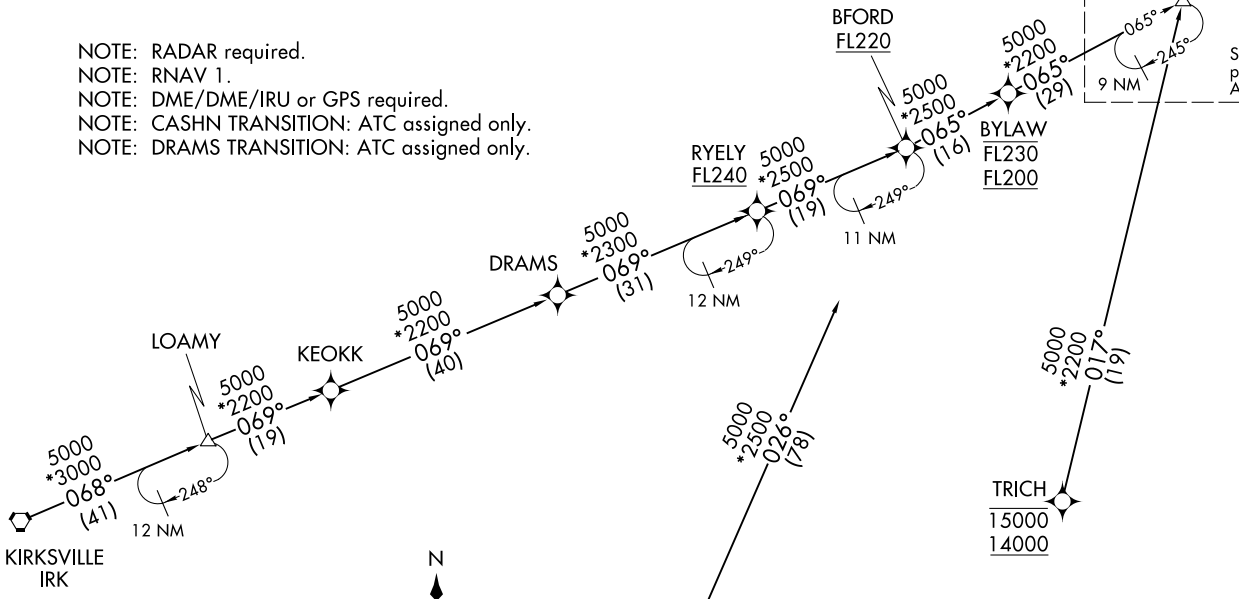 NOTE: RADAR required.
NOTE: RNAV 1.
NOTE: DME/DME/IRU or GPS required.
NOTE: CASHN TRANSITION: ATC assigned only.
NOTE: DRAMS TRANSITION: ATC assigned only.
BFORD
FL220
065°
245°
9 NM
S
p
A
5000
*2200
065°
(29)
BYLAW
FL230
FL200
5000
*2500
065°
(16)
RYELY
FL240
5000
*2500
069°
(19)
249°
11 NM
DRAMS
5000
*2300
069°
(31)
249°
12 NM
LOAMY
KEOKK
5000
*2200
069°
(40)
5000
*2200
069°
(19)
5000
*3000
068°
(41)
248°
12 NM
KIRKSVILLE
IRK
N
5000
*2500
026°
(78)
5000
*2200
017°
(19)
TRICH
15000
14000